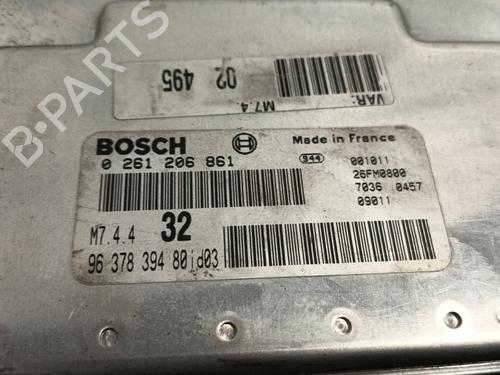 B-PARTS
VAR:
M7.4.
02 495
BOSCH
Made in France
0 261 206 861
944
001011
26FM0800
7036 0457
09011
M7.4.4 32
96 378 394 80 id03